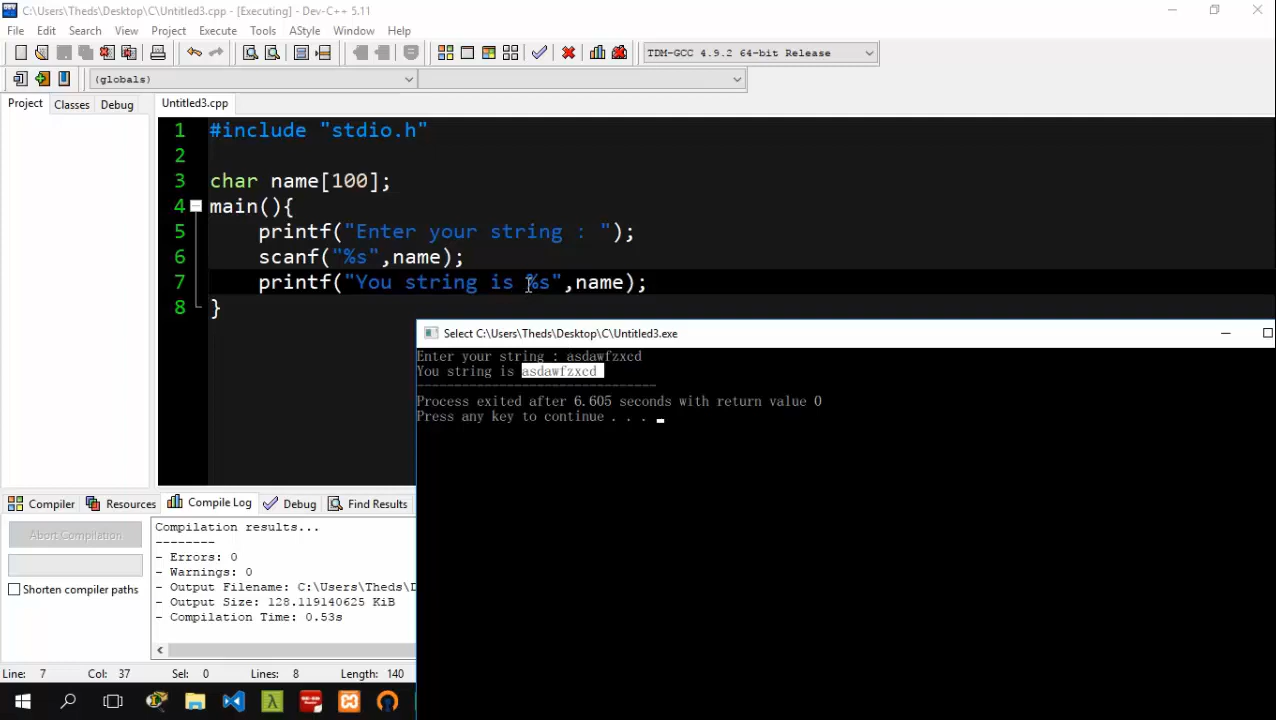 C:\Users\Theds\Desktop\C\Untitled3.cpp - [Executing] - Dev-C++ 5.11
File Edit Search View Project Execute Tools AStyle Window Help
TDM-GCC 4.9.2 64-bit Release
(globals)
Project Classes Debug
Untitled3.cpp
1 #include "stdio.h"
2
3 char name[100];
4 main(){
5 printf("Enter your string : ");
6 scanf("%s",name);
7 printf("You string is %s",name);
8 }
Select C:\Users\Theds\Desktop\C\Untitled3.exe
Enter your string : asdawfzxcd
You string is asdawfzxcd
--------------------------------
Process exited after 6.605 seconds with return value 0
Press any key to continue . . .
Compiler Resources Compile Log Debug Find Results
Abort Compilation
Shorten compiler paths
Compilation results...
--------
- Errors: 0
- Warnings: 0
- Output Filename: C:\Users\Theds\D
- Output Size: 128.119140625 KiB
- Compilation Time: 0.53s
Line: 7 Col: 37 Sel: 0 Lines: 8 Length: 140